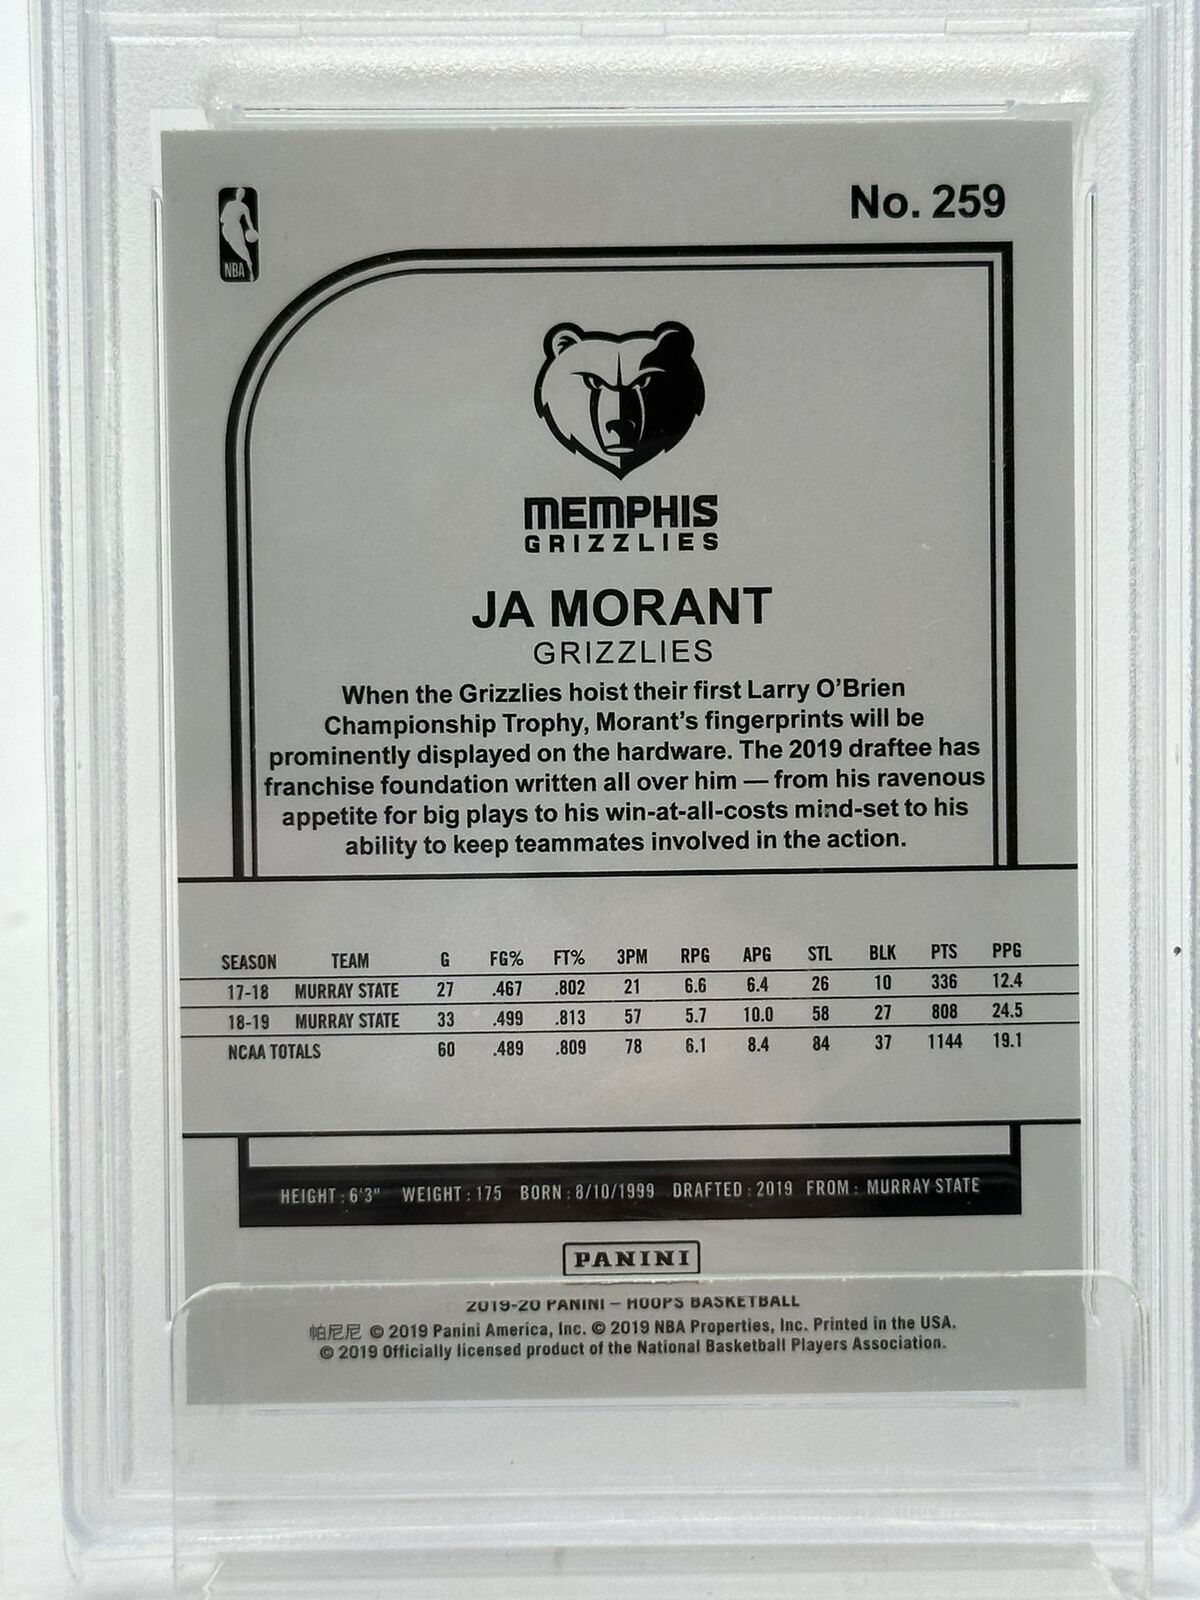 No. 259
NBA
MEMPHIS
GRIZZLIES
JA MORANT
GRIZZLIES
When the Grizzlies hoist their first Larry O'Brien
Championship Trophy, Morant's fingerprints will be
prominently displayed on the hardware. The 2019 draftee has
franchise foundation written all over him — from his ravenous
appetite for big plays to his win-at-all-costs mind-set to his
ability to keep teammates involved in the action.
SEASON TEAM G FG% FT% 3PM RPG APG STL BLK PTS PPG
17-18 MURRAY STATE 27 .467 .802 21 6.6 6.4 26 10 336 12.4
18-19 MURRAY STATE 33 .499 .813 57 5.7 10.0 58 27 808 24.5
NCAA TOTALS 60 .489 .809 78 6.1 8.4 84 37 1144 19.1
HEIGHT: 6'3" WEIGHT: 175 BORN: 8/10/1999 DRAFTED: 2019 FROM: MURRAY STATE
PANINI
2019-20 PANINI – HOOPS BASKETBALL
帕尼尼 © 2019 Panini America, Inc. © 2019 NBA Properties, Inc. Printed in the USA.
© 2019 Officially licensed product of the National Basketball Players Association.